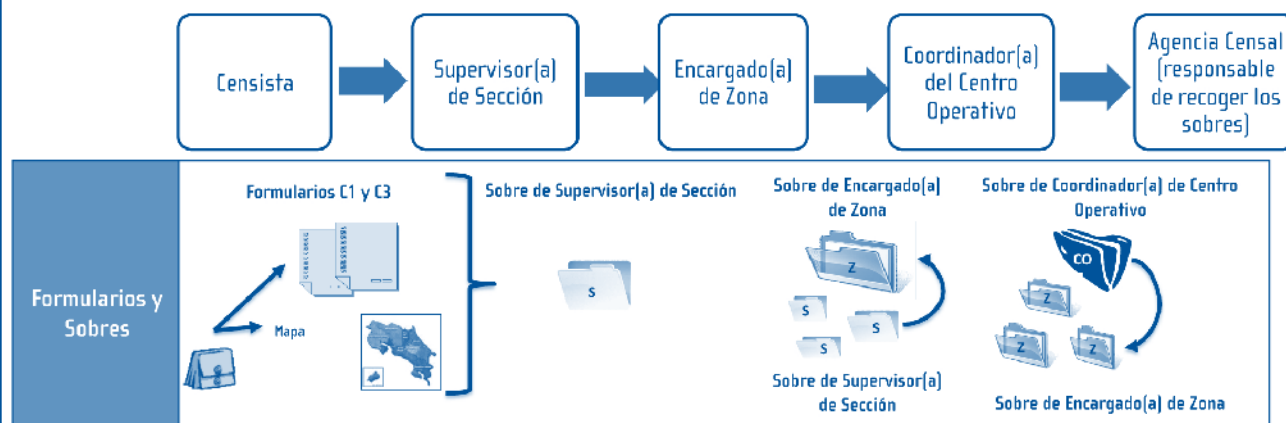 Censista
Supervisor(a)
de Sección
Encargado(a)
de Zona
Coordinador(a)
del Centro
Operativo
Agencia Censal
(responsable
de recoger los
sobres)
Formularios y
Sobres
Formularios C1 y C3
Mapa
Sobre de Supervisor(a) de Sección
S
Sobre de Encargado(a)
de Zona
Z
S
S
S
Sobre de Supervisor(a)
de Sección
Sobre de Coordinador(a) de Centro
Operativo
CO
Z
Z
Z
Sobre de Encargado(a) de Zona